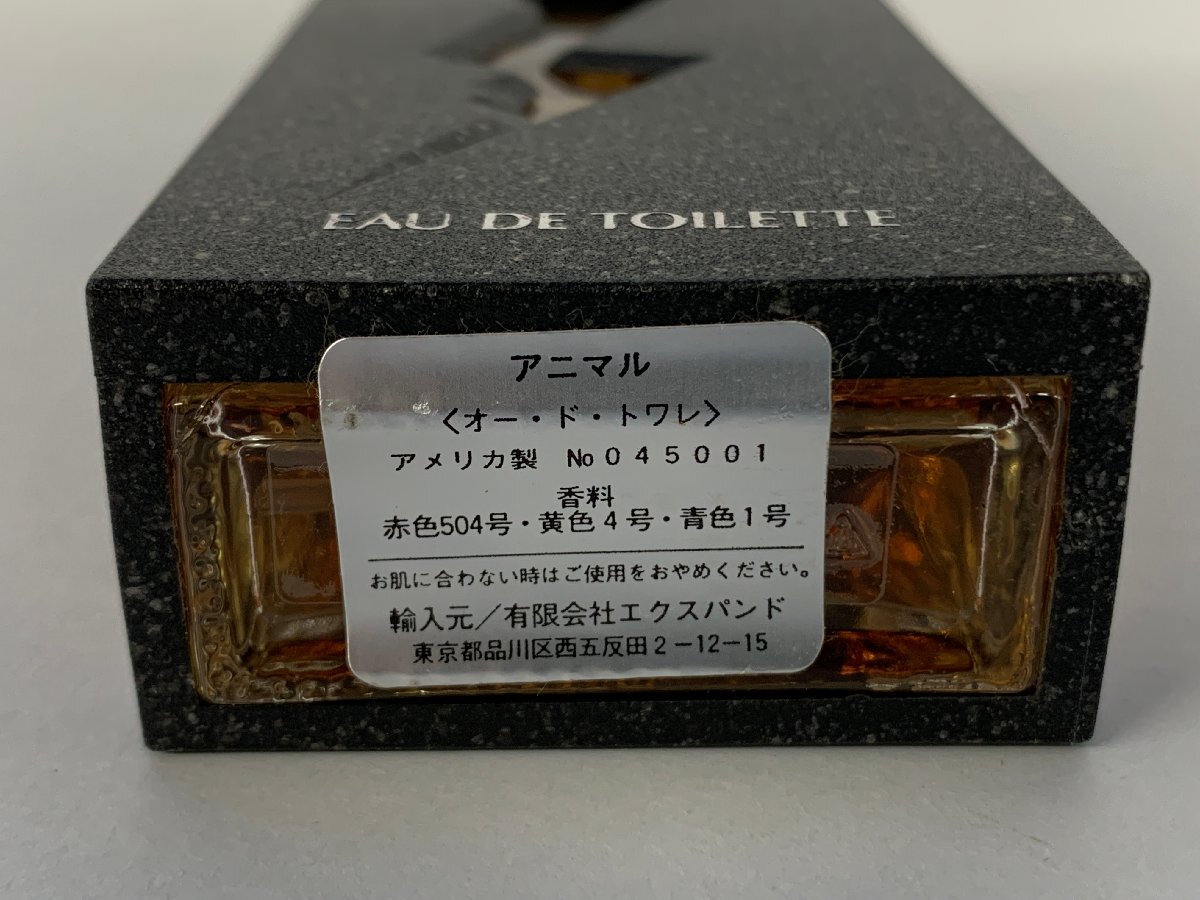 EAU DE TOILETTE
アニマル
〈オー・ド・トワレ〉
アメリカ製 №045001
香料
赤色504号・黄色4号・青色1号
お肌に合わない時はご使用をおやめください。
輸入元／有限会社エクスパンド
東京都品川区西五反田2-12-15